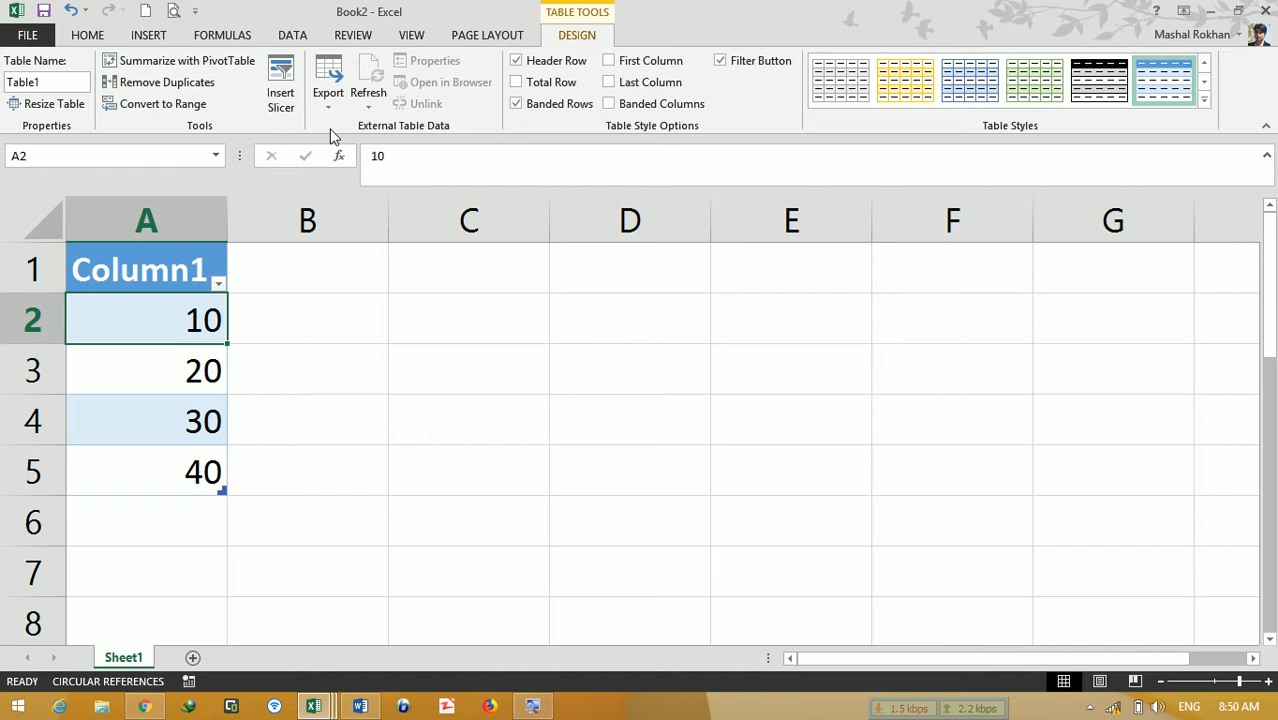 Book2 - Excel
TABLE TOOLS
?
FILE
HOME
INSERT
FORMULAS
DATA
REVIEW
VIEW
PAGE LAYOUT
DESIGN
Mashal Rokhan
Table Name:
Table1
Resize Table
Properties
Summarize with PivotTable
Remove Duplicates
Convert to Range
Tools
Insert
Slicer
Export
Refresh
Properties
Open in Browser
Unlink
External Table Data
Header Row
Total Row
Banded Rows
First Column
Last Column
Banded Columns
Filter Button
Table Style Options
Table Styles
A2
fx
10
A B C D E F G
1 Column1
2 10
3 20
4 30
5 40
6
7
8
Sheet1
READY
CIRCULAR REFERENCES
1.5 kbps
2.2 kbps
ENG
8:50 AM